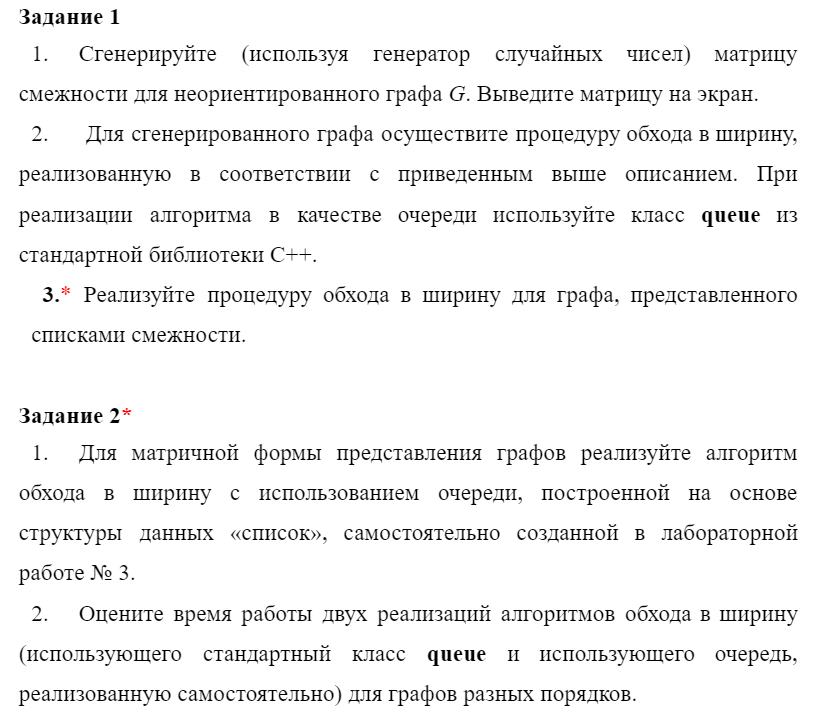 Задание 1
1. Сгенерируйте (используя генератор случайных чисел) матрицу
смежности для неориентированного графа G. Выведите матрицу на экран.
2. Для сгенерированного графа осуществите процедуру обхода в ширину,
реализованную в соответствии с приведенным выше описанием. При
реализации алгоритма в качестве очереди используйте класс queue из
стандартной библиотеки С++.
3.* Реализуйте процедуру обхода в ширину для графа, представленного
списками смежности.
Задание 2*
1. Для матричной формы представления графов реализуйте алгоритм
обхода в ширину с использованием очереди, построенной на основе
структуры данных «список», самостоятельно созданной в лабораторной
работе № 3.
2. Оцените время работы двух реализаций алгоритмов обхода в ширину
(использующего стандартный класс queue и использующего очередь,
реализованную самостоятельно) для графов разных порядков.